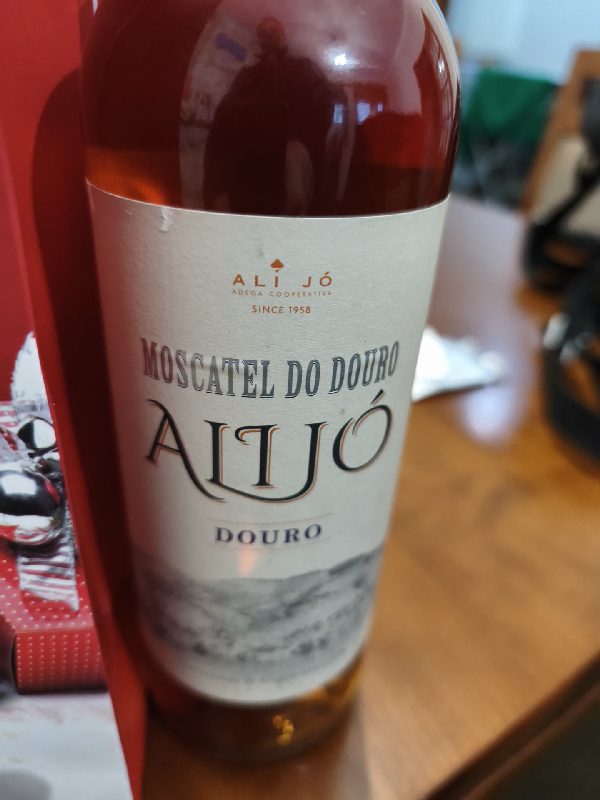 ALI JÓ
ADEGA COOPERATIVA
SINCE 1958
MOSCATEL DO DOURO
ALIJÓ
DOURO